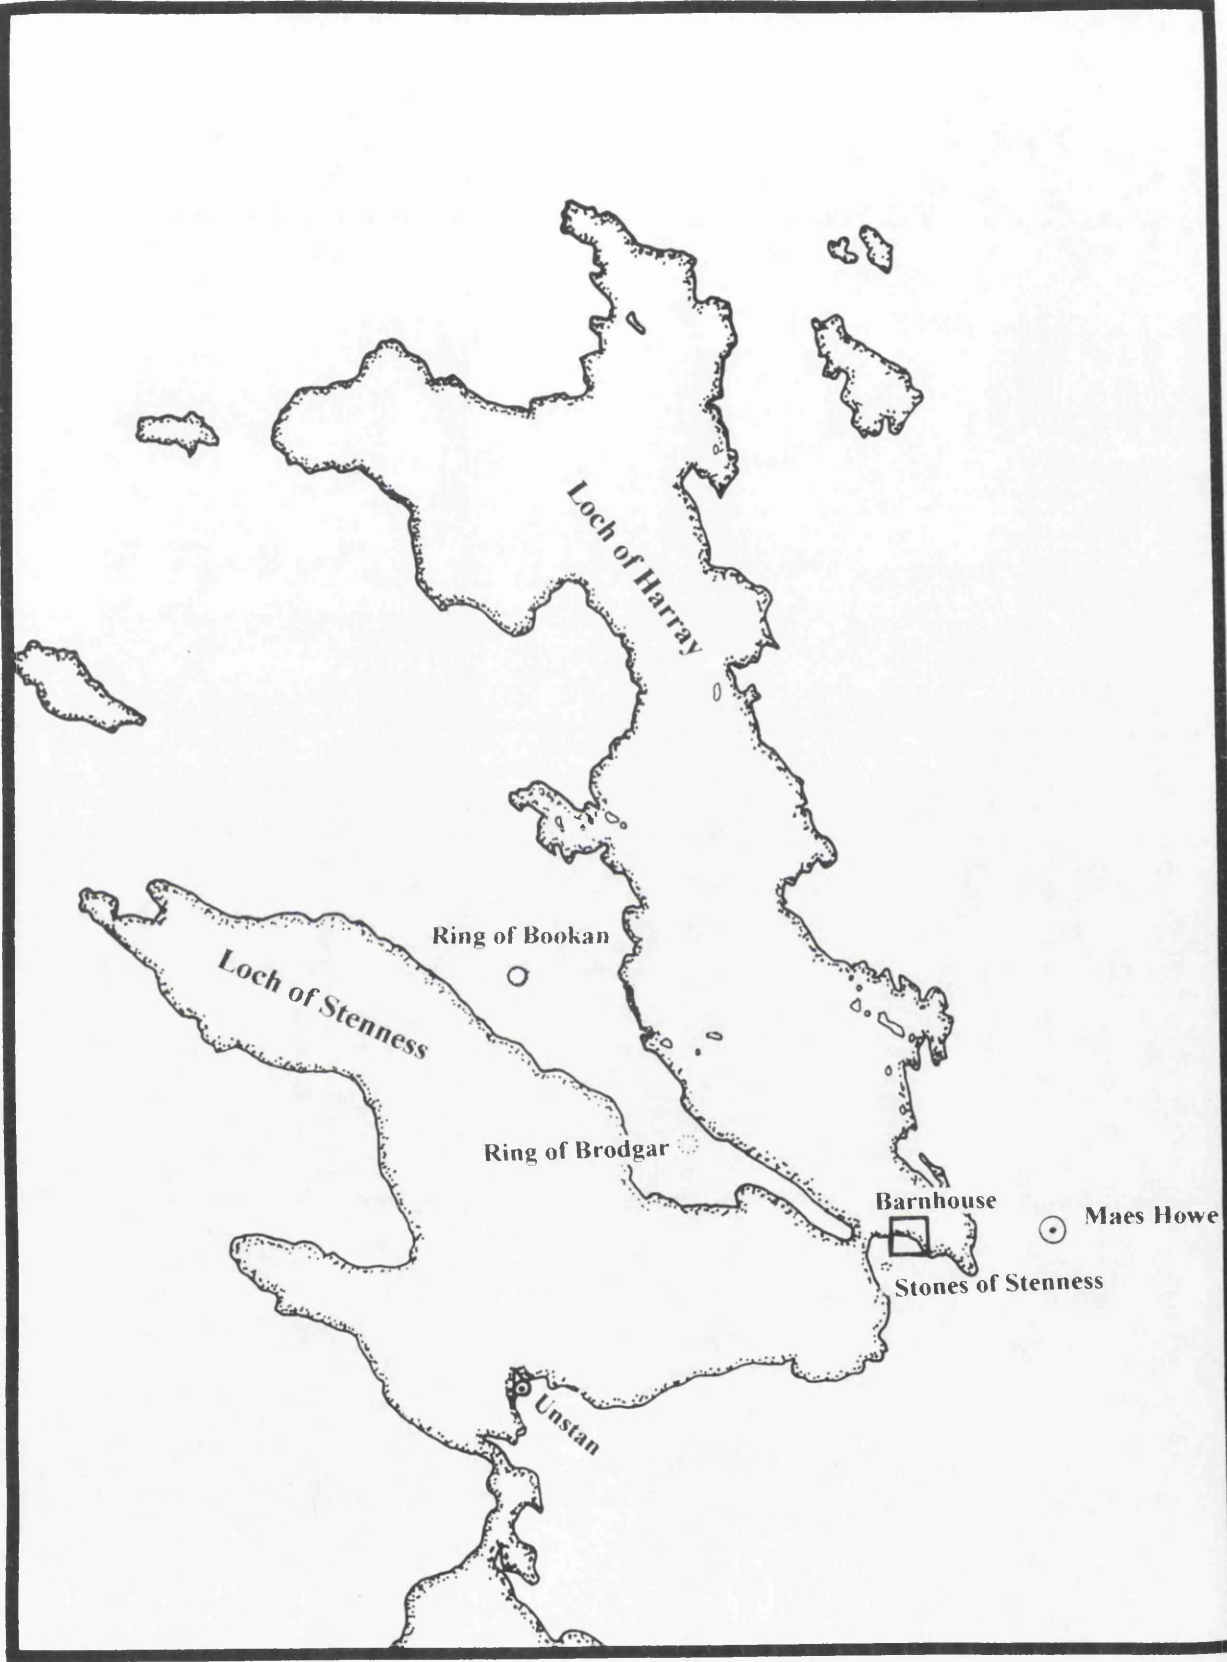 Loch of Harray
Ring of Bookan
Loch of Stenness
Ring of Brodgar
Barnhouse
Maes Howe
Stones of Stenness
Unstan